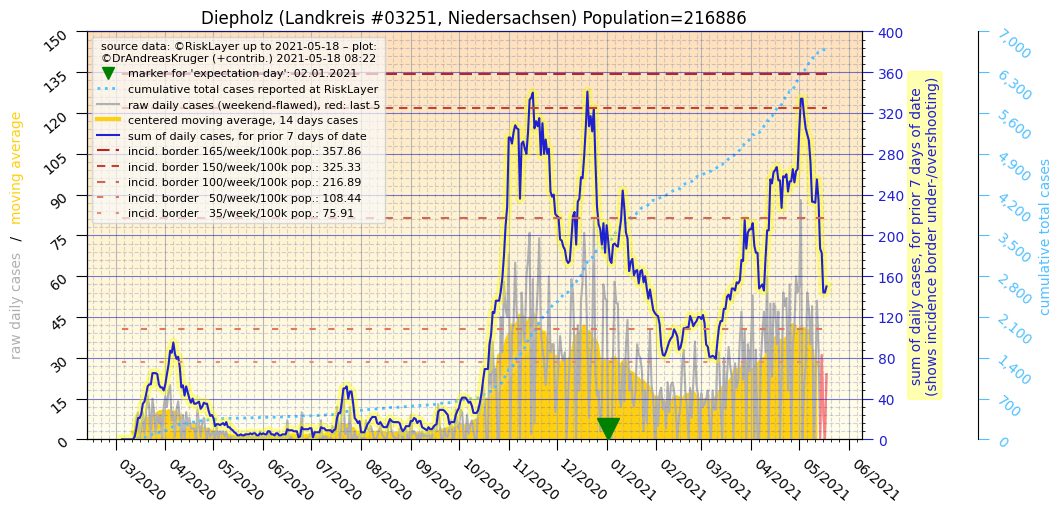 Diepholz (Landkreis #03251, Niedersachsen) Population=216886
source data: ©RiskLayer up to 2021-05-18 – plot:
©DrAndreasKruger (+contrib.) 2021-05-18 08:22
marker for 'expectation day': 02.01.2021
cumulative total cases reported at RiskLayer
raw daily cases (weekend-flawed), red: last 5
centered moving average, 14 days cases
sum of daily cases, for prior 7 days of date
incid. border 165/week/100k pop.: 357.86
incid. border 150/week/100k pop.: 325.33
incid. border 100/week/100k pop.: 216.89
incid. border   50/week/100k pop.: 108.44
incid. border   35/week/100k pop.: 75.91
raw daily cases   /   moving average
150
135
120
105
90
75
60
45
30
15
0
400
360
320
280
240
200
160
120
80
40
0
sum of daily cases, for prior 7 days of date
(shows incidence border under-/overshooting)
7,000
6,300
5,600
4,900
4,200
3,500
2,800
2,100
1,400
700
0
cumulative total cases
03/2020
04/2020
05/2020
06/2020
07/2020
08/2020
09/2020
10/2020
11/2020
12/2020
01/2021
02/2021
03/2021
04/2021
05/2021
06/2021